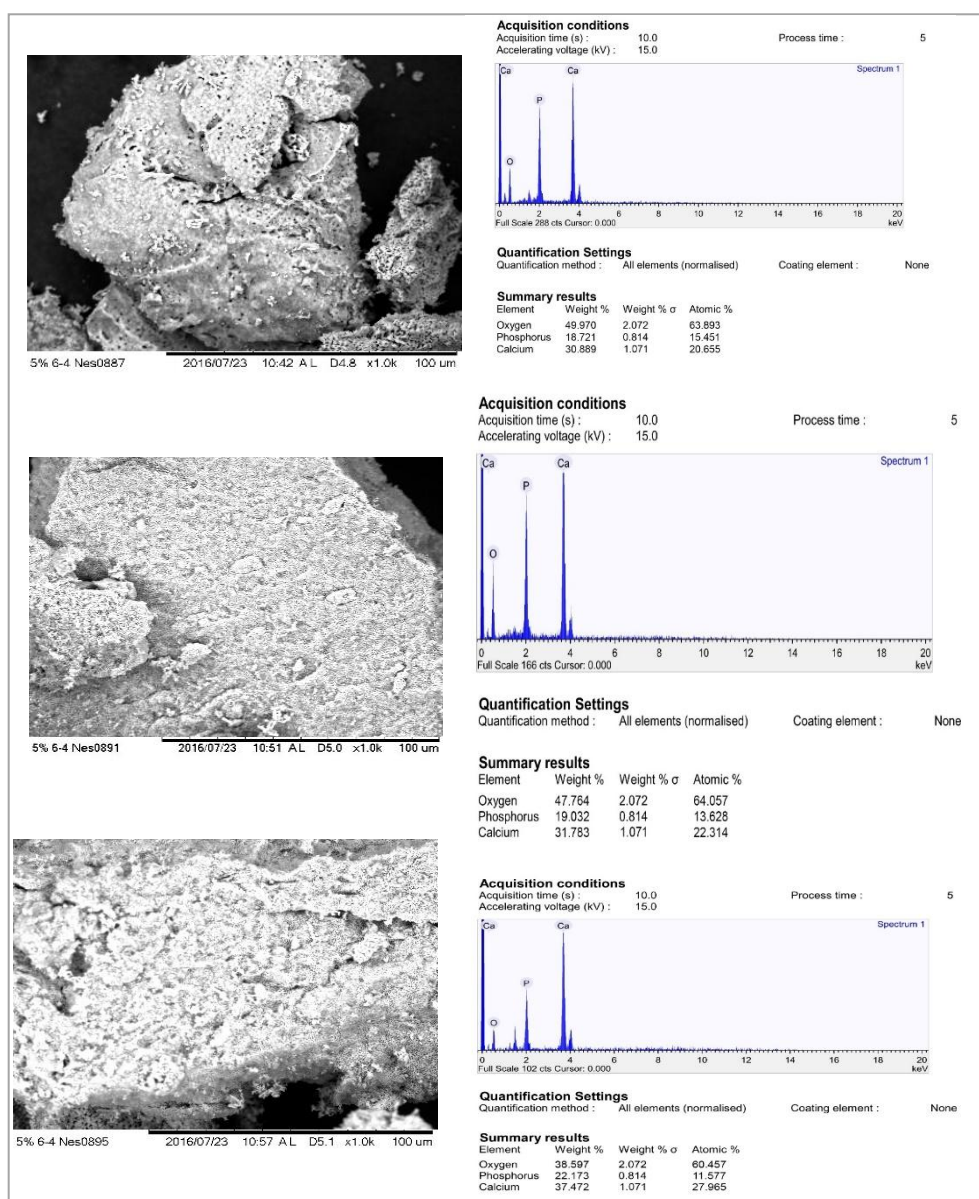 Acquisition conditions
Acquisition time (s) : 10.0 Process time : 5
Accelerating voltage (kV) : 15.0
Ca Ca Spectrum 1
P
O
0 2 4 6 8 10 12 14 16 18 20
Full Scale 288 cts Cursor: 0.000 keV
Quantification Settings
Quantification method : All elements (normalised) Coating element : None
Summary results
Element Weight % Weight % σ Atomic %
Oxygen 49.970 2.072 63.893
Phosphorus 18.721 0.814 15.451
Calcium 30.889 1.071 20.655
5% 6-4 Nes0887 2016/07/23 10:42 A L D4.8 x1.0k 100 um
Acquisition conditions
Acquisition time (s) : 10.0 Process time : 5
Accelerating voltage (kV) : 15.0
Ca Ca Spectrum 1
P
O
0 2 4 6 8 10 12 14 16 18 20
Full Scale 166 cts Cursor: 0.000 keV
Quantification Settings
Quantification method : All elements (normalised) Coating element : None
Summary results
Element Weight % Weight % σ Atomic %
Oxygen 47.764 2.072 64.057
Phosphorus 19.032 0.814 13.628
Calcium 31.783 1.071 22.314
5% 6-4 Nes0891 2016/07/23 10:51 A L D5.0 x1.0k 100 um
Acquisition conditions
Acquisition time (s) : 10.0 Process time : 5
Accelerating voltage (kV) : 15.0
Ca Ca Spectrum 1
P
O
0 2 4 6 8 10 12 14 16 18 20
Full Scale 102 cts Cursor: 0.000 keV
Quantification Settings
Quantification method : All elements (normalised) Coating element : None
Summary results
Element Weight % Weight % σ Atomic %
Oxygen 38.597 2.072 60.457
Phosphorus 22.173 0.814 11.577
Calcium 37.472 1.071 27.965
5% 6-4 Nes0895 2016/07/23 10:57 A L D5.1 x1.0k 100 um